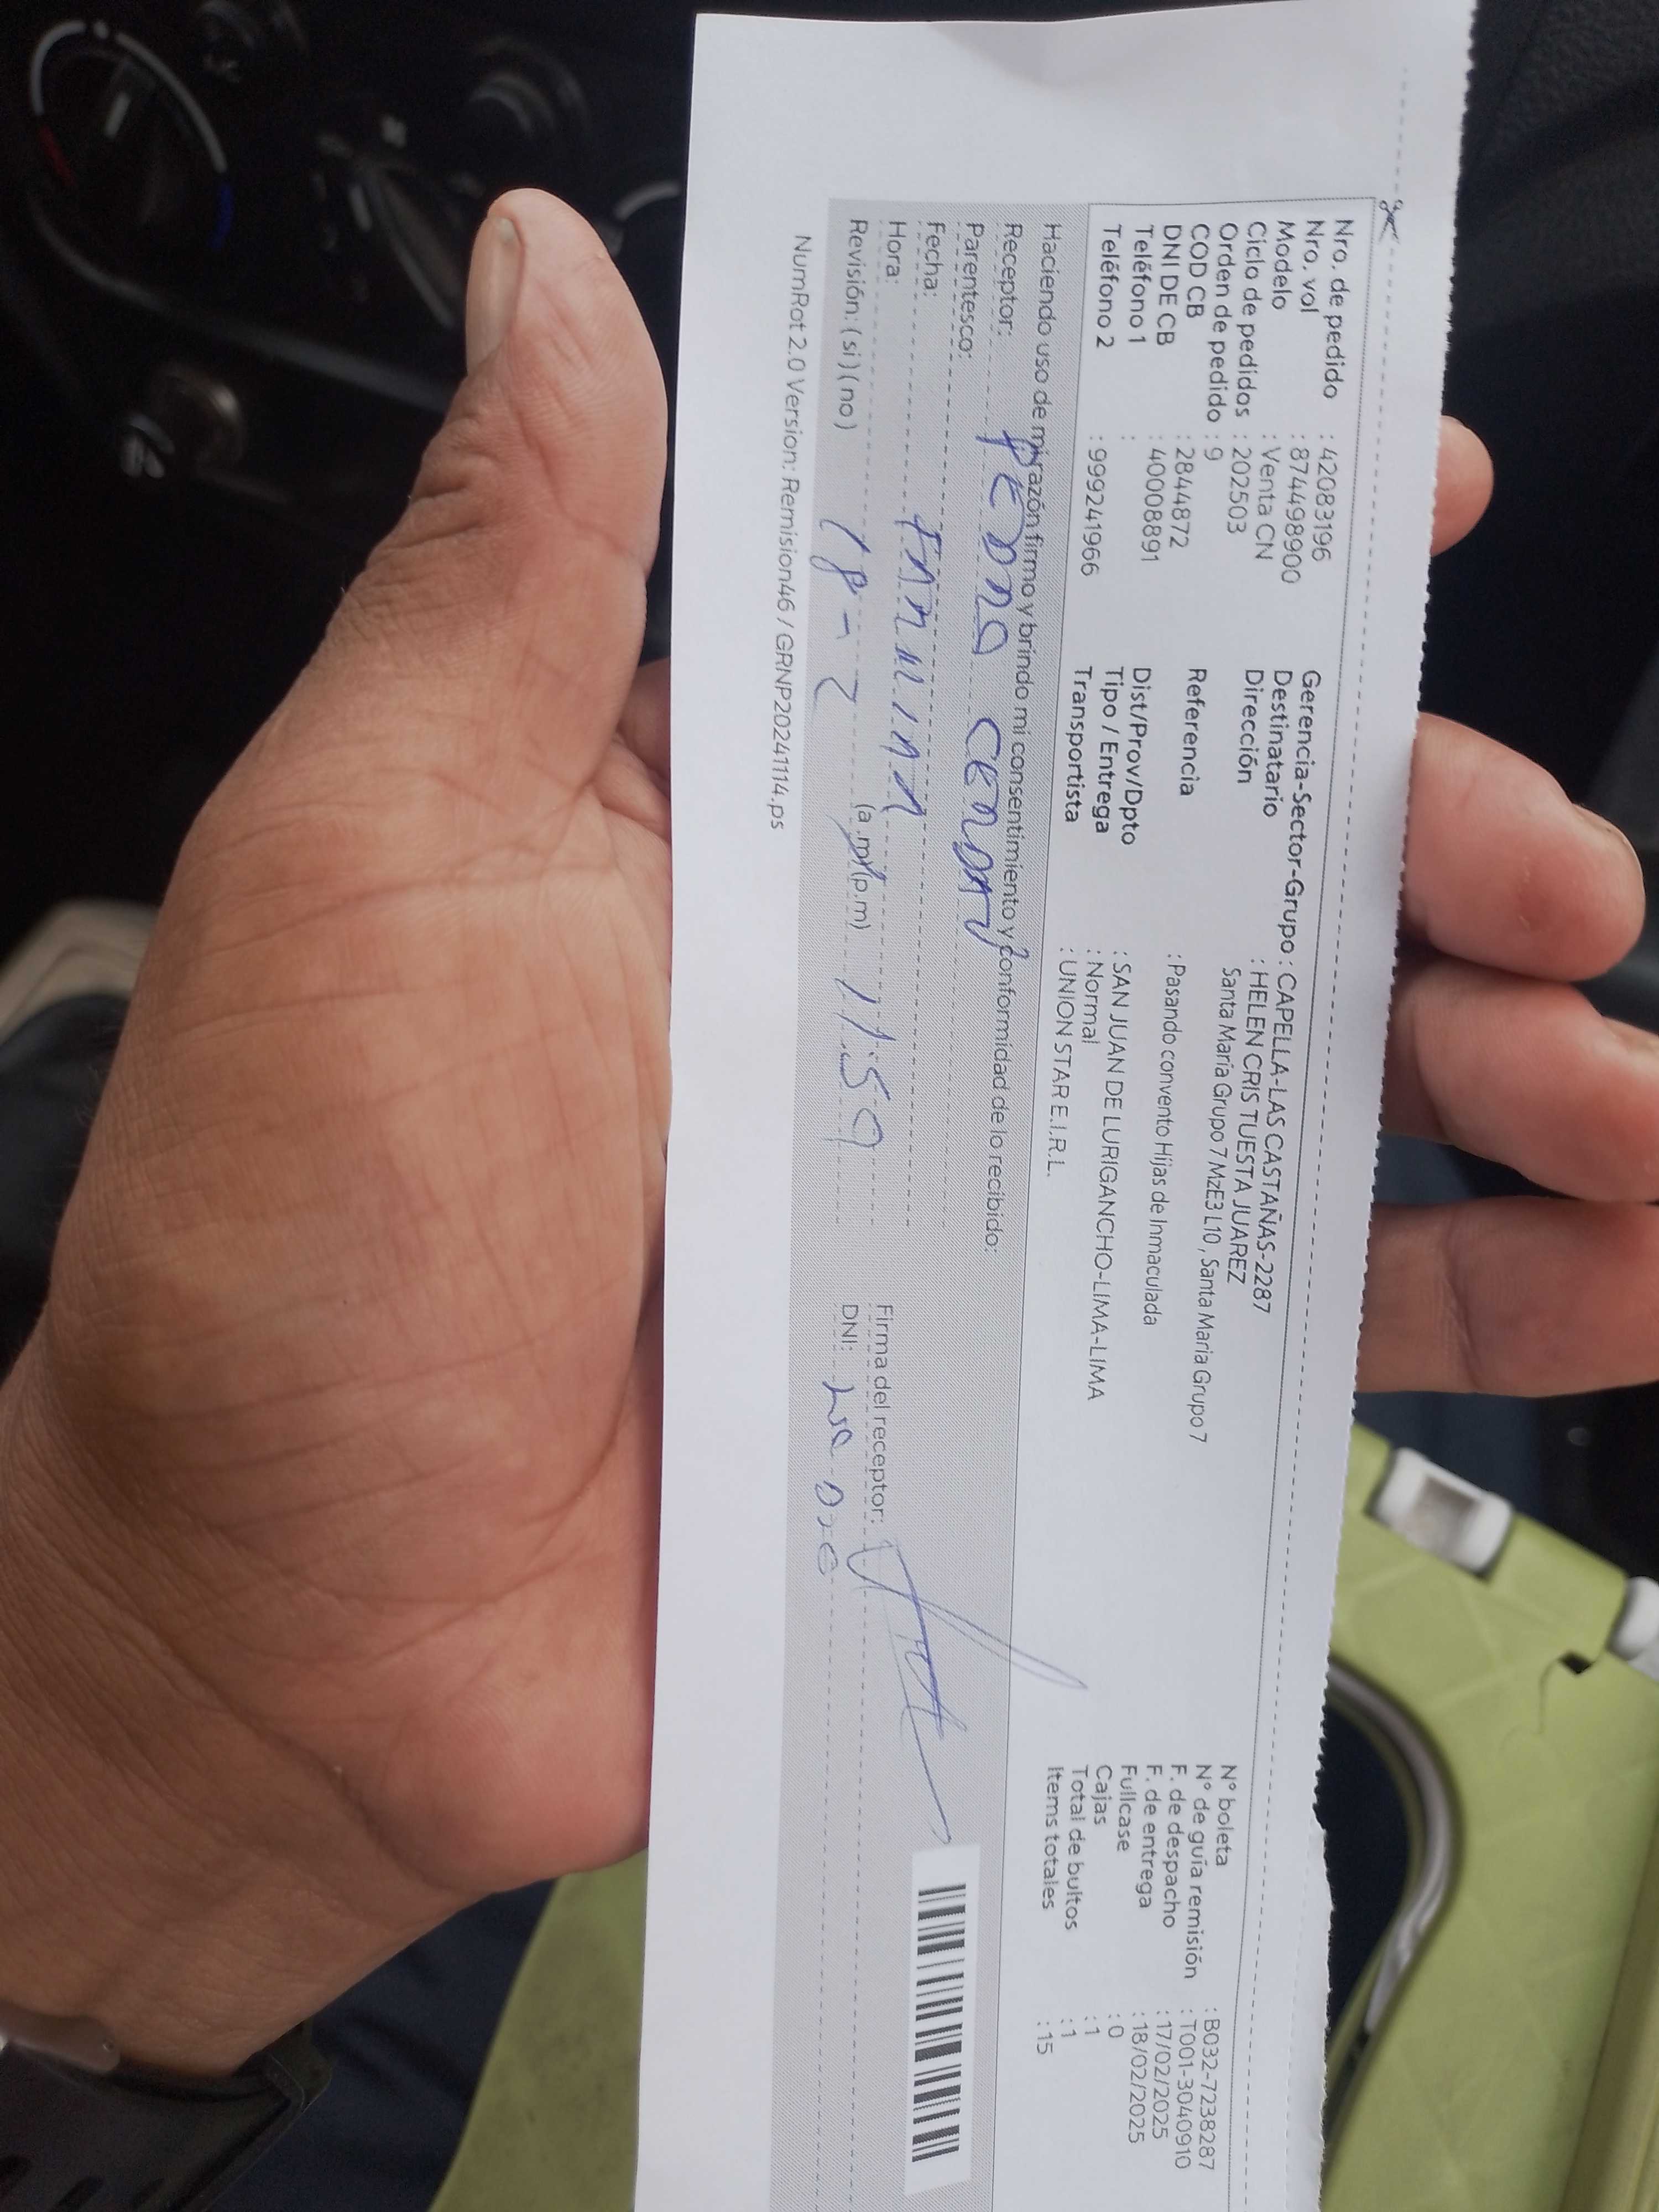 Nro. de pedido : 420831196
Nro. vol : 874498900
Modelo : Venta CN
Ciclo de pedidos : 202503
Orden de pedido : 9
COD CB : 28444872
DNI DE CB : 40008891
Teléfono 1 :
Teléfono 2 : 999241966
Gerencia-Sector-Grupo : CAPELLA-LAS CASTAÑAS-2287
Destinatario : HELEN CRIS TUESTA JUAREZ
Dirección Santa Maria Grupo 7 MzE3 L10, Santa Maria Grupo 7
Referencia : Pasando convento Hijas de Inmaculada
Dist/Prov/Dpto : SAN JUAN DE LURIGANCHO-LIMA-LIMA
Tipo / Entrega : Normal
Transportista : UNION STAR E.I.R.L.
N° boleta : B032-7238287
N° de guía remisión : T001-3040910
F. de despacho : 17/02/2025
F. de entrega : 18/02/2025
Fullcase : 0
Cajas : 1
Total de bultos : 1
Items totales : 15
Haciendo uso de mi razón firmo y brindo mi consentimiento y conformidad de lo recibido:
Receptor: PEDRO
Parentesco: FAMILIA
Fecha: 18-2
Hora: (a.m)(p.m) 11:59
Revisión: (si)(no)
Firma del receptor:
DNI:
NumRot 2.0 Version: Remision46 / GRNP20241114.ps